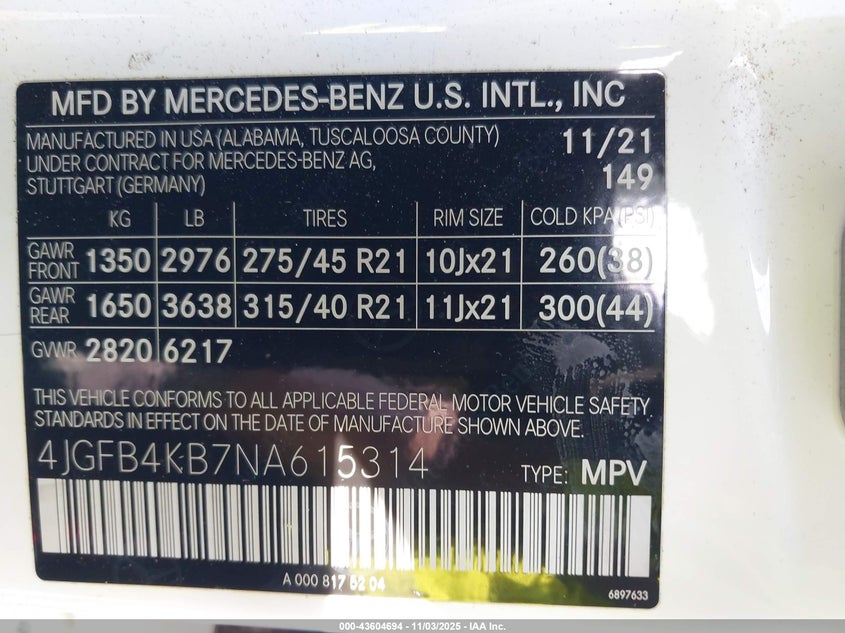 MFD BY MERCEDES-BENZ U.S. INTL., INC
MANUFACTURED IN USA (ALABAMA, TUSCALOOSA COUNTY) 11/21
UNDER CONTRACT FOR MERCEDES-BENZ AG, 149
STUTTGART (GERMANY)
KG LB TIRES RIM SIZE COLD KPA(PSI)
GAWR FRONT 1350 2976 275/45 R21 10Jx21 260(38)
GAWR REAR 1650 3638 315/40 R21 11Jx21 300(44)
GVWR 2820 6217
THIS VEHICLE CONFORMS TO ALL APPLICABLE FEDERAL MOTOR VEHICLE SAFETY
STANDARDS IN EFFECT ON THE DATE OF MANUFACTURE SHOWN ABOVE.
4JGFB4KB7NA615314 TYPE: MPV
A 000 817 52 04
6897633
000-43604694 - 11/03/2025 - IAA Inc.